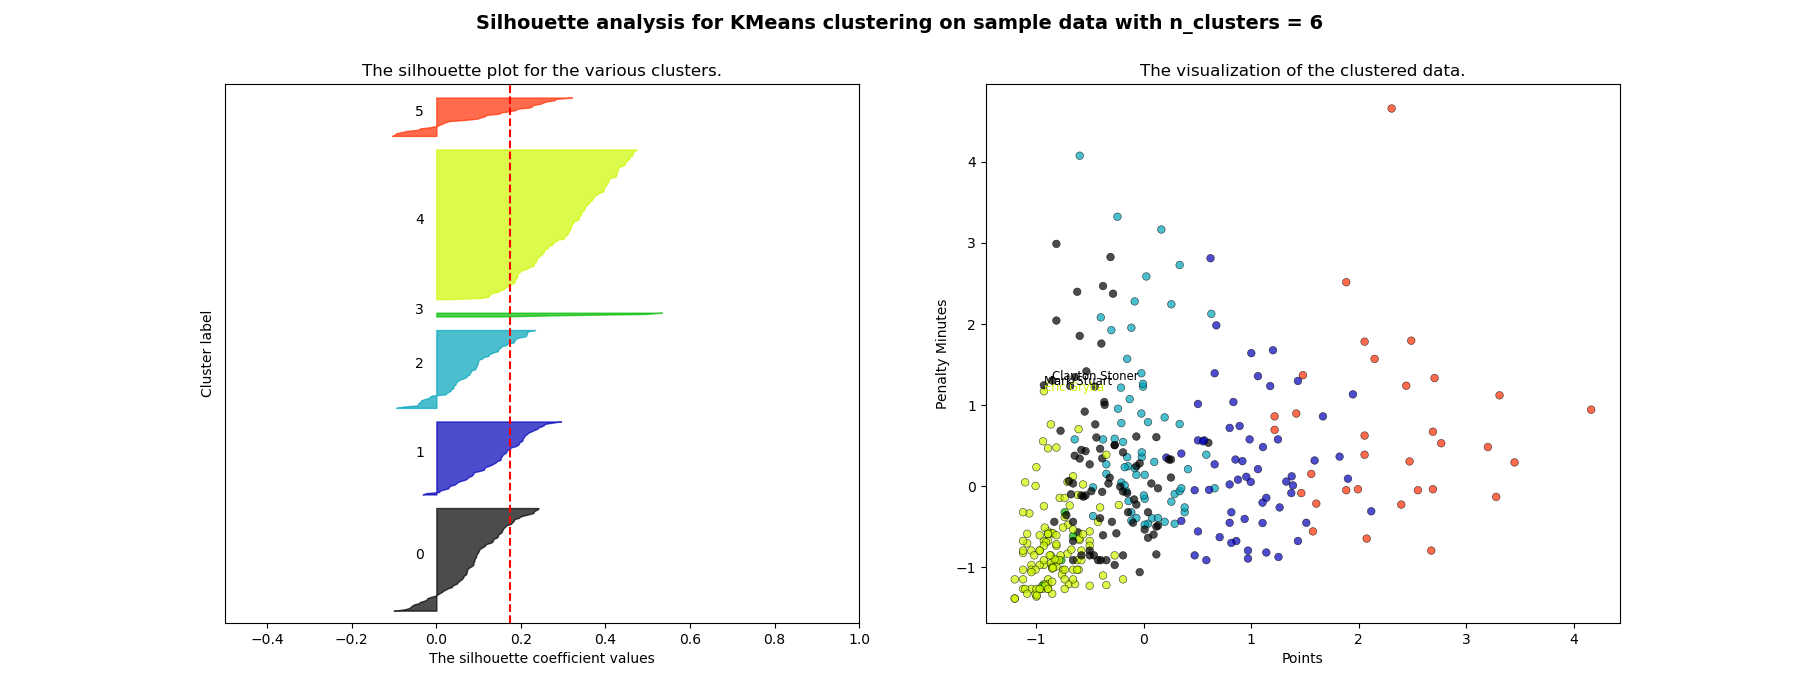 Silhouette analysis for KMeans clustering on sample data with n_clusters = 6
The silhouette plot for the various clusters.
5
4
3
2
1
0
Cluster label
−0.4
−0.2
0.0
0.2
0.4
0.6
0.8
1.0
The silhouette coefficient values
The visualization of the clustered data.
4
3
2
1
0
−1
Penalty Minutes
Clayton Stoner
Mark Stuart
−1
0
1
2
3
4
Points